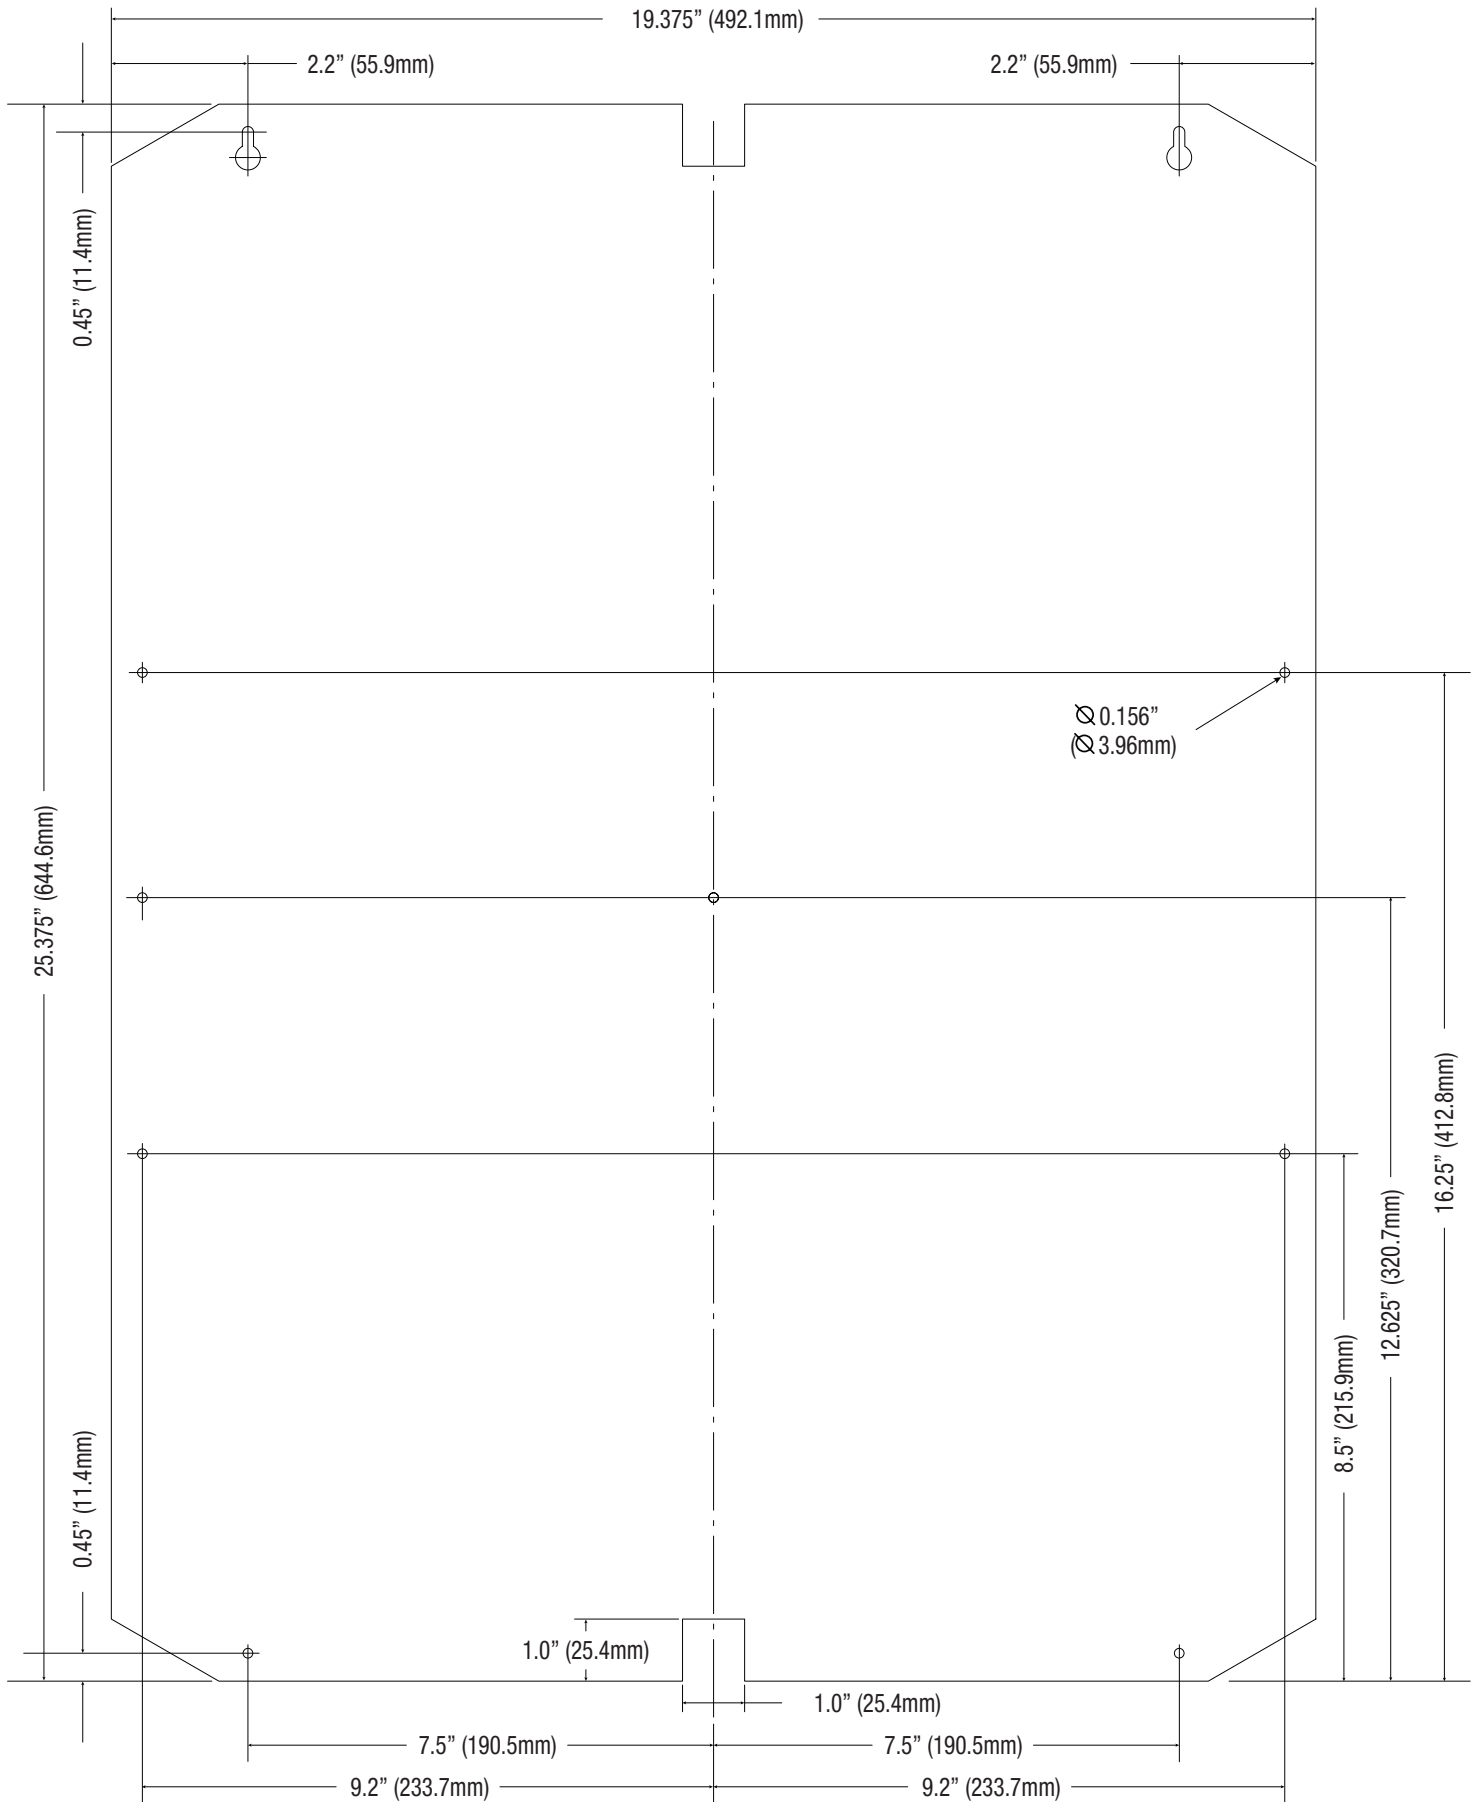 19.375” (492.1mm)
2.2” (55.9mm)
2.2” (55.9mm)
0.45” (11.4mm)
Ø 0.156”
(Ø 3.96mm)
25.375” (644.6mm)
16.25” (412.8mm)
12.625” (320.7mm)
8.5” (215.9mm)
0.45” (11.4mm)
1.0” (25.4mm)
1.0” (25.4mm)
7.5” (190.5mm)
7.5” (190.5mm)
9.2” (233.7mm)
9.2” (233.7mm)